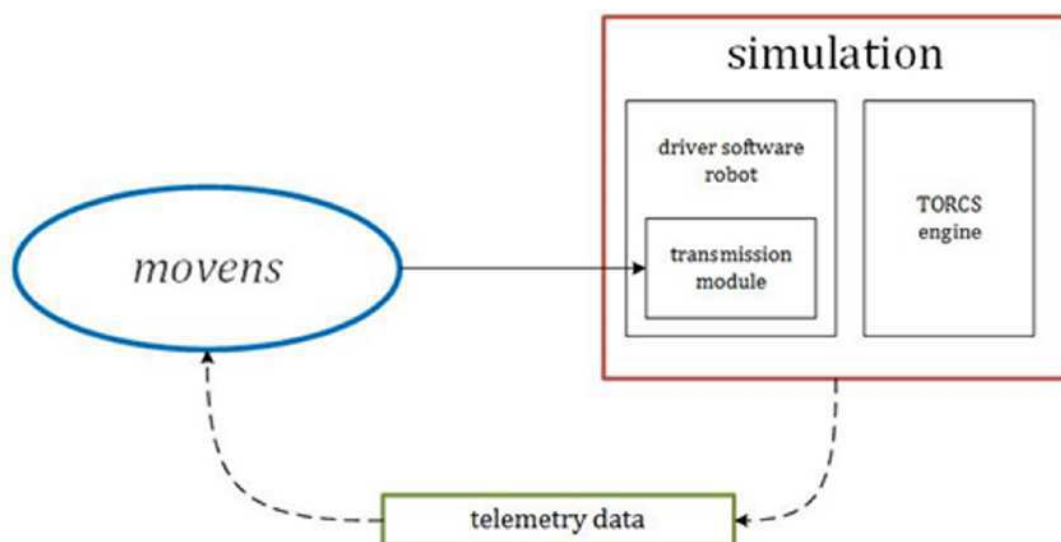 simulation
driver software
robot
transmission
module
TORCS
engine
movens
telemetry data